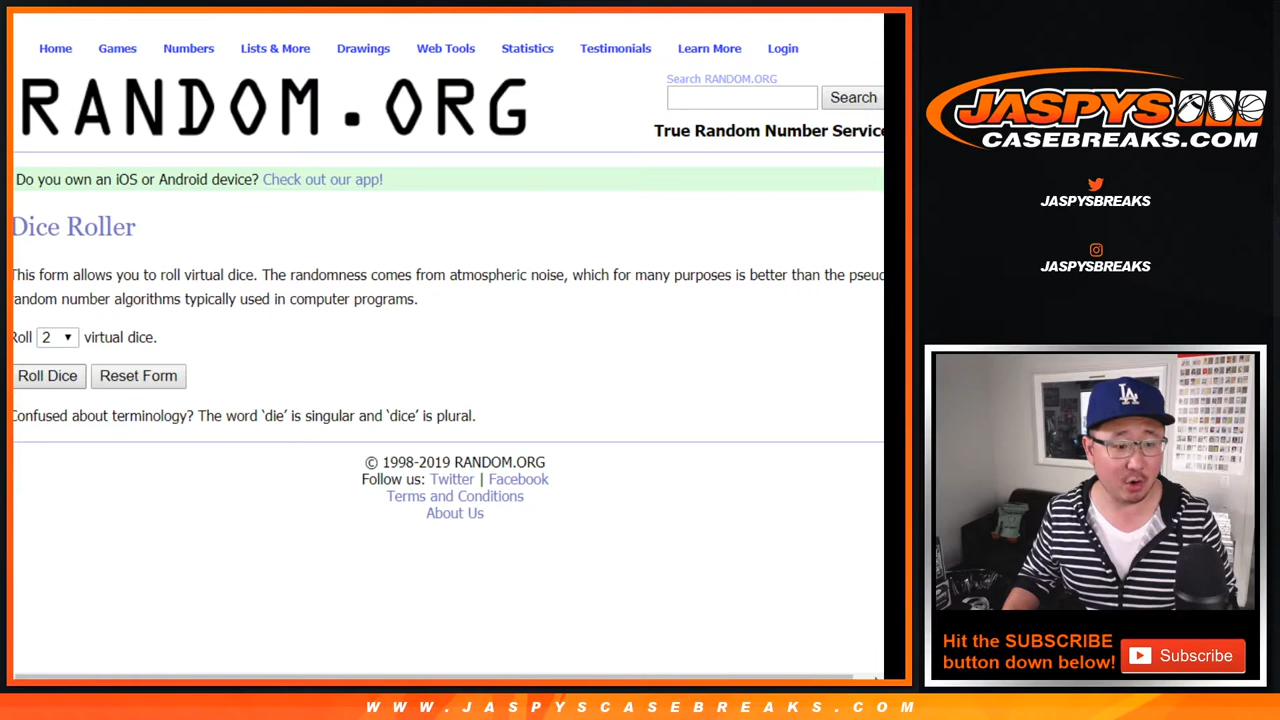 Home Games Numbers Lists & More Drawings Web Tools Statistics Testimonials Learn More Login
RANDOM.ORG
Search RANDOM.ORG
Search
True Random Number Service
Do you own an iOS or Android device? Check out our app!
Dice Roller
This form allows you to roll virtual dice. The randomness comes from atmospheric noise, which for many purposes is better than the pseud
random number algorithms typically used in computer programs.
Roll 2 virtual dice.
Roll Dice Reset Form
Confused about terminology? The word ‘die’ is singular and ‘dice’ is plural.
© 1998-2019 RANDOM.ORG
Follow us: Twitter | Facebook
Terms and Conditions
About Us
JASPYS
CASEBREAKS.COM
JASPYSBREAKS
JASPYSBREAKS
LA
Hit the SUBSCRIBE
button down below!
Subscribe
WWW.JASPYSCASEBREAKS.COM